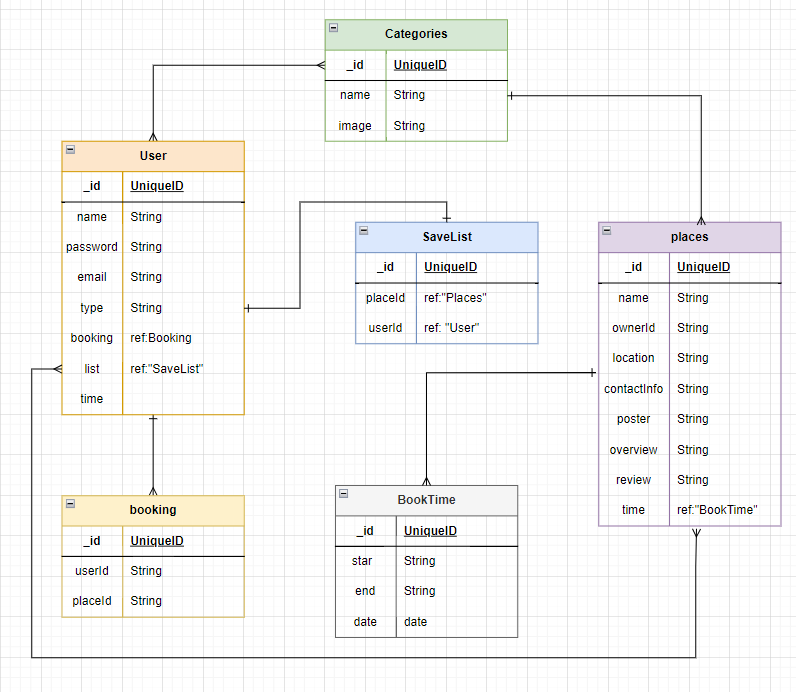 Categories
_id UniqueID
name String
image String
User
_id UniqueID
name String
password String
email String
type String
booking ref:Booking
list ref:"SaveList"
time
SaveList
_id UniqueID
placeId ref:"Places"
userId ref: "User"
places
_id UniqueID
name String
ownerId String
location String
contactInfo String
poster String
overview String
review String
time ref:"BookTime"
booking
_id UniqueID
userId String
placeId String
BookTime
_id UniqueID
star String
end String
date date